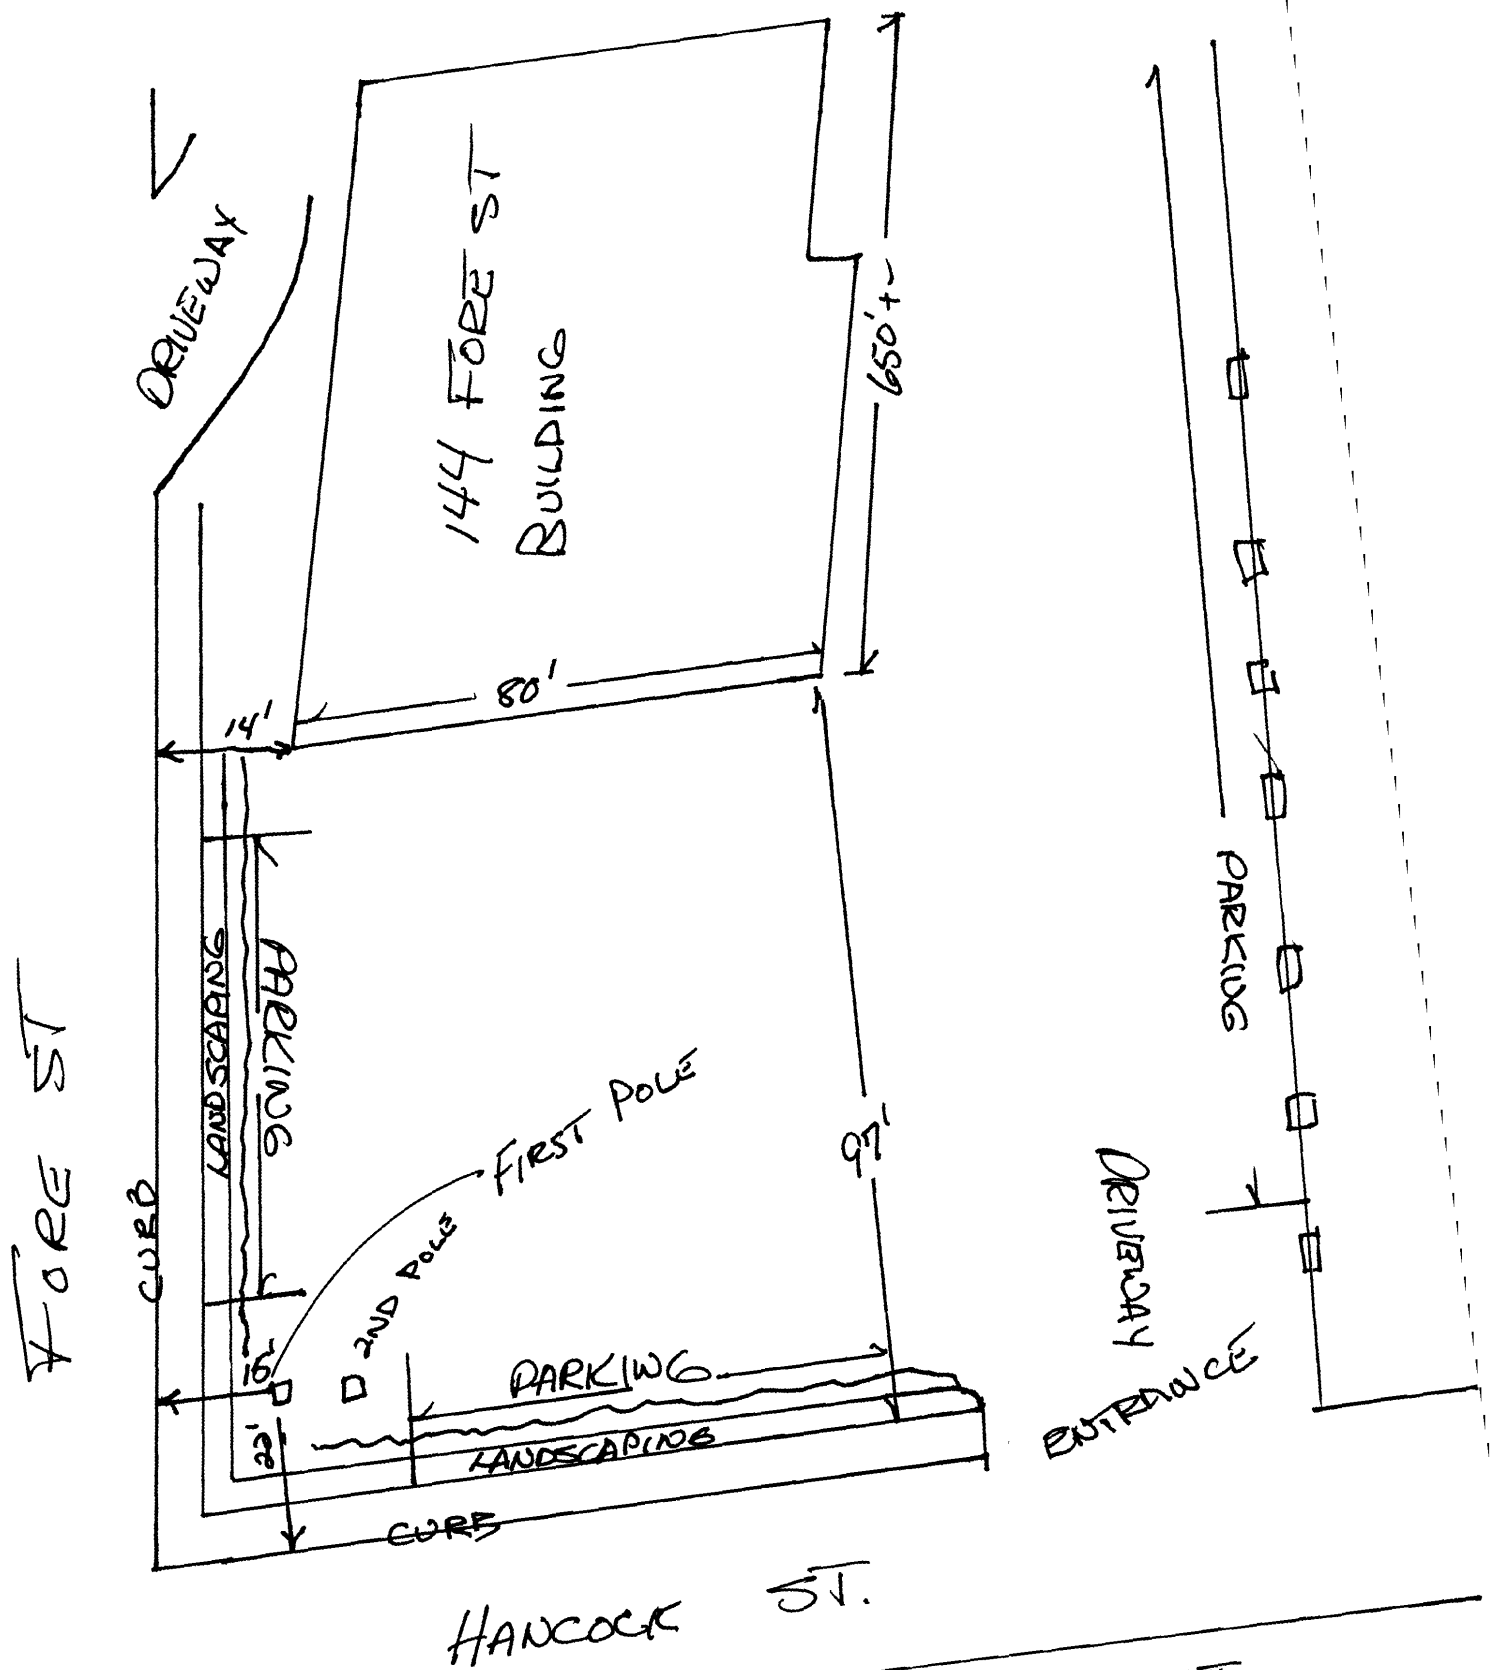 DRIVEWAY
144 FORE ST
BUILDING
650'+-
80'
14'
LANDSCAPING
PARKING
PARKING
FORE ST
CURB
FIRST POLE
2ND POLE
97'
DRIVEWAY
ENTRANCE
16'
22'
PARKING
LANDSCAPING
CURB
HANCOCK ST.